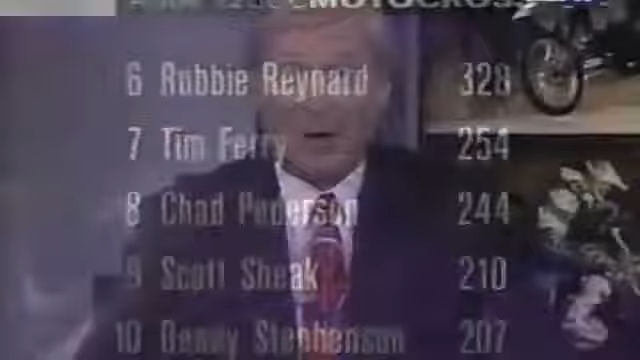 MOTOCROSS
6 Robbie Reynard 328
7 Tim Ferry 254
8 Chad Pederson 244
9 Scott Sheak 210
10 Denny Stephenson 207